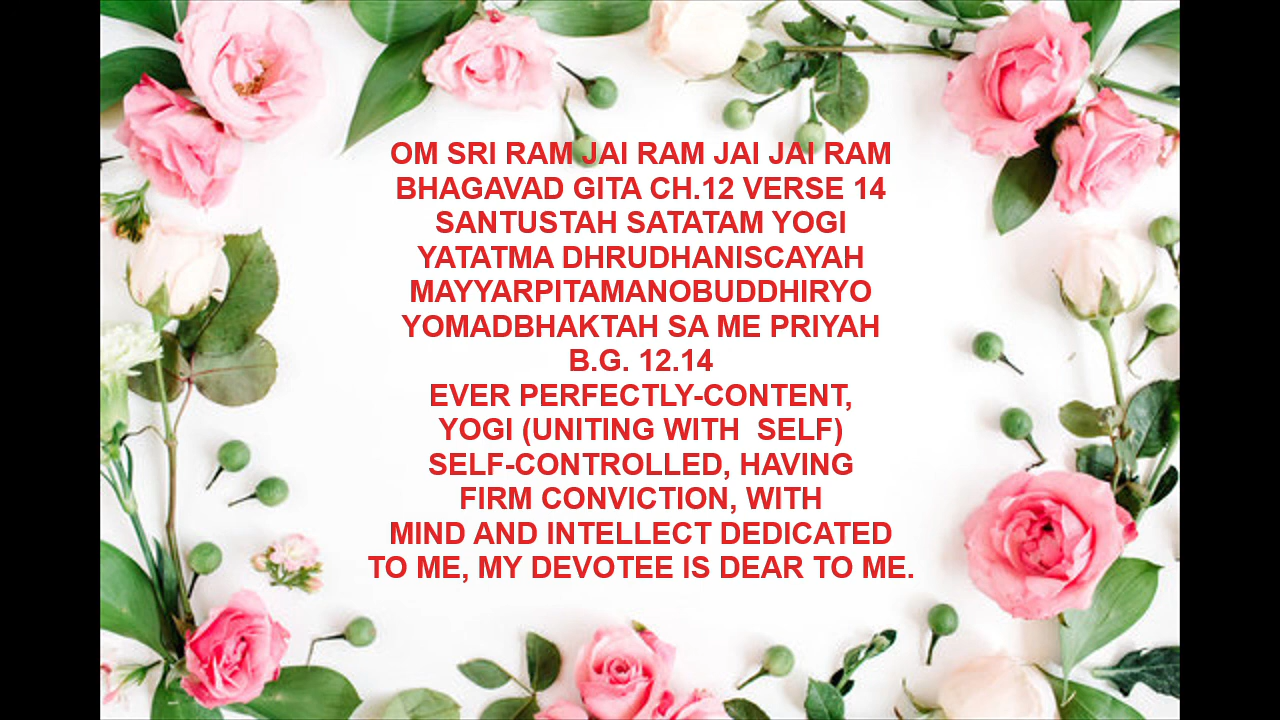 OM SRI RAM JAI RAM JAI JAI RAM
BHAGAVAD GITA CH.12 VERSE 14
SANTUSTAH SATATAM YOGI
YATATMA DHRUDHANISCAYAH
MAYYARPITAMANOBUDDHIRYO
YOMADBHAKTAH SA ME PRIYAH
B.G. 12.14
EVER PERFECTLY-CONTENT,
YOGI (UNITING WITH  SELF)
SELF-CONTROLLED, HAVING
FIRM CONVICTION, WITH
MIND AND INTELLECT DEDICATED
TO ME, MY DEVOTEE IS DEAR TO ME.